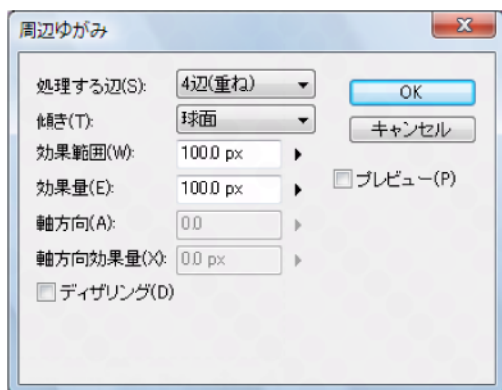 周辺ゆがみ
処理する辺(S): 4辺(重ね)
傾き(T): 球面
効果範囲(W): 100.0 px
効果量(E): 100.0 px
軸方向(A): 0.0
軸方向効果量(X): 0.0 px
ディザリング(D)
OK
キャンセル
プレビュー(P)